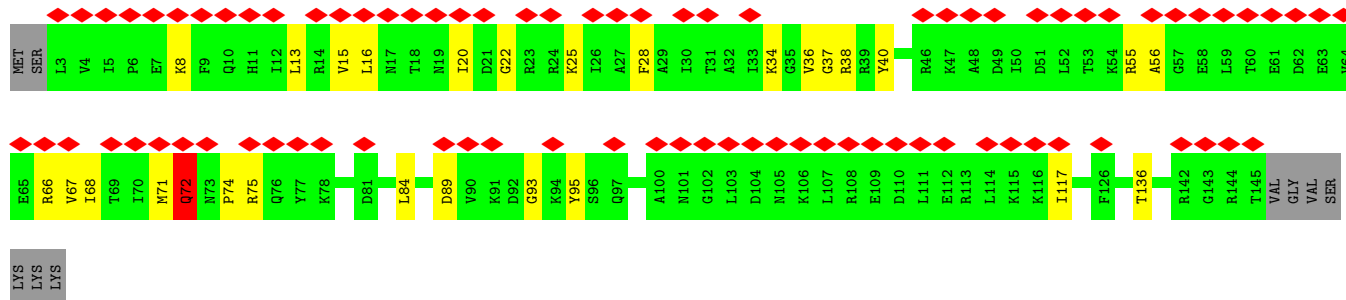 MET SER L3 V4 I5 P6 E7 K8 F9 Q10 H11 I12 L13 R14 V15 L16 N17 T18 N19 I20 D21 G22 R23 R24 K25 I26 A27 F28 A29 I30 T31 A32 I33 K34 G35 V36 G37 R38 R39 Y40 R46 K47 A48 D49 I50 D51 L52 T53 K54 R55 A56 G57 E58 L59 T60 E61 D62 E63 V64
E65 R66 V67 I68 T69 I70 M71 Q72 N73 P74 R75 Q76 Y77 K78 D81 L84 D89 V90 K91 D92 G93 K94 Y95 S96 Q97 A100 N101 G102 L103 D104 N105 K106 L107 R108 E109 D110 L111 E112 R113 L114 K115 K116 I117 F126 T136 R142 G143 R144 T145 VAL GLY VAL SER
LYS LYS LYS